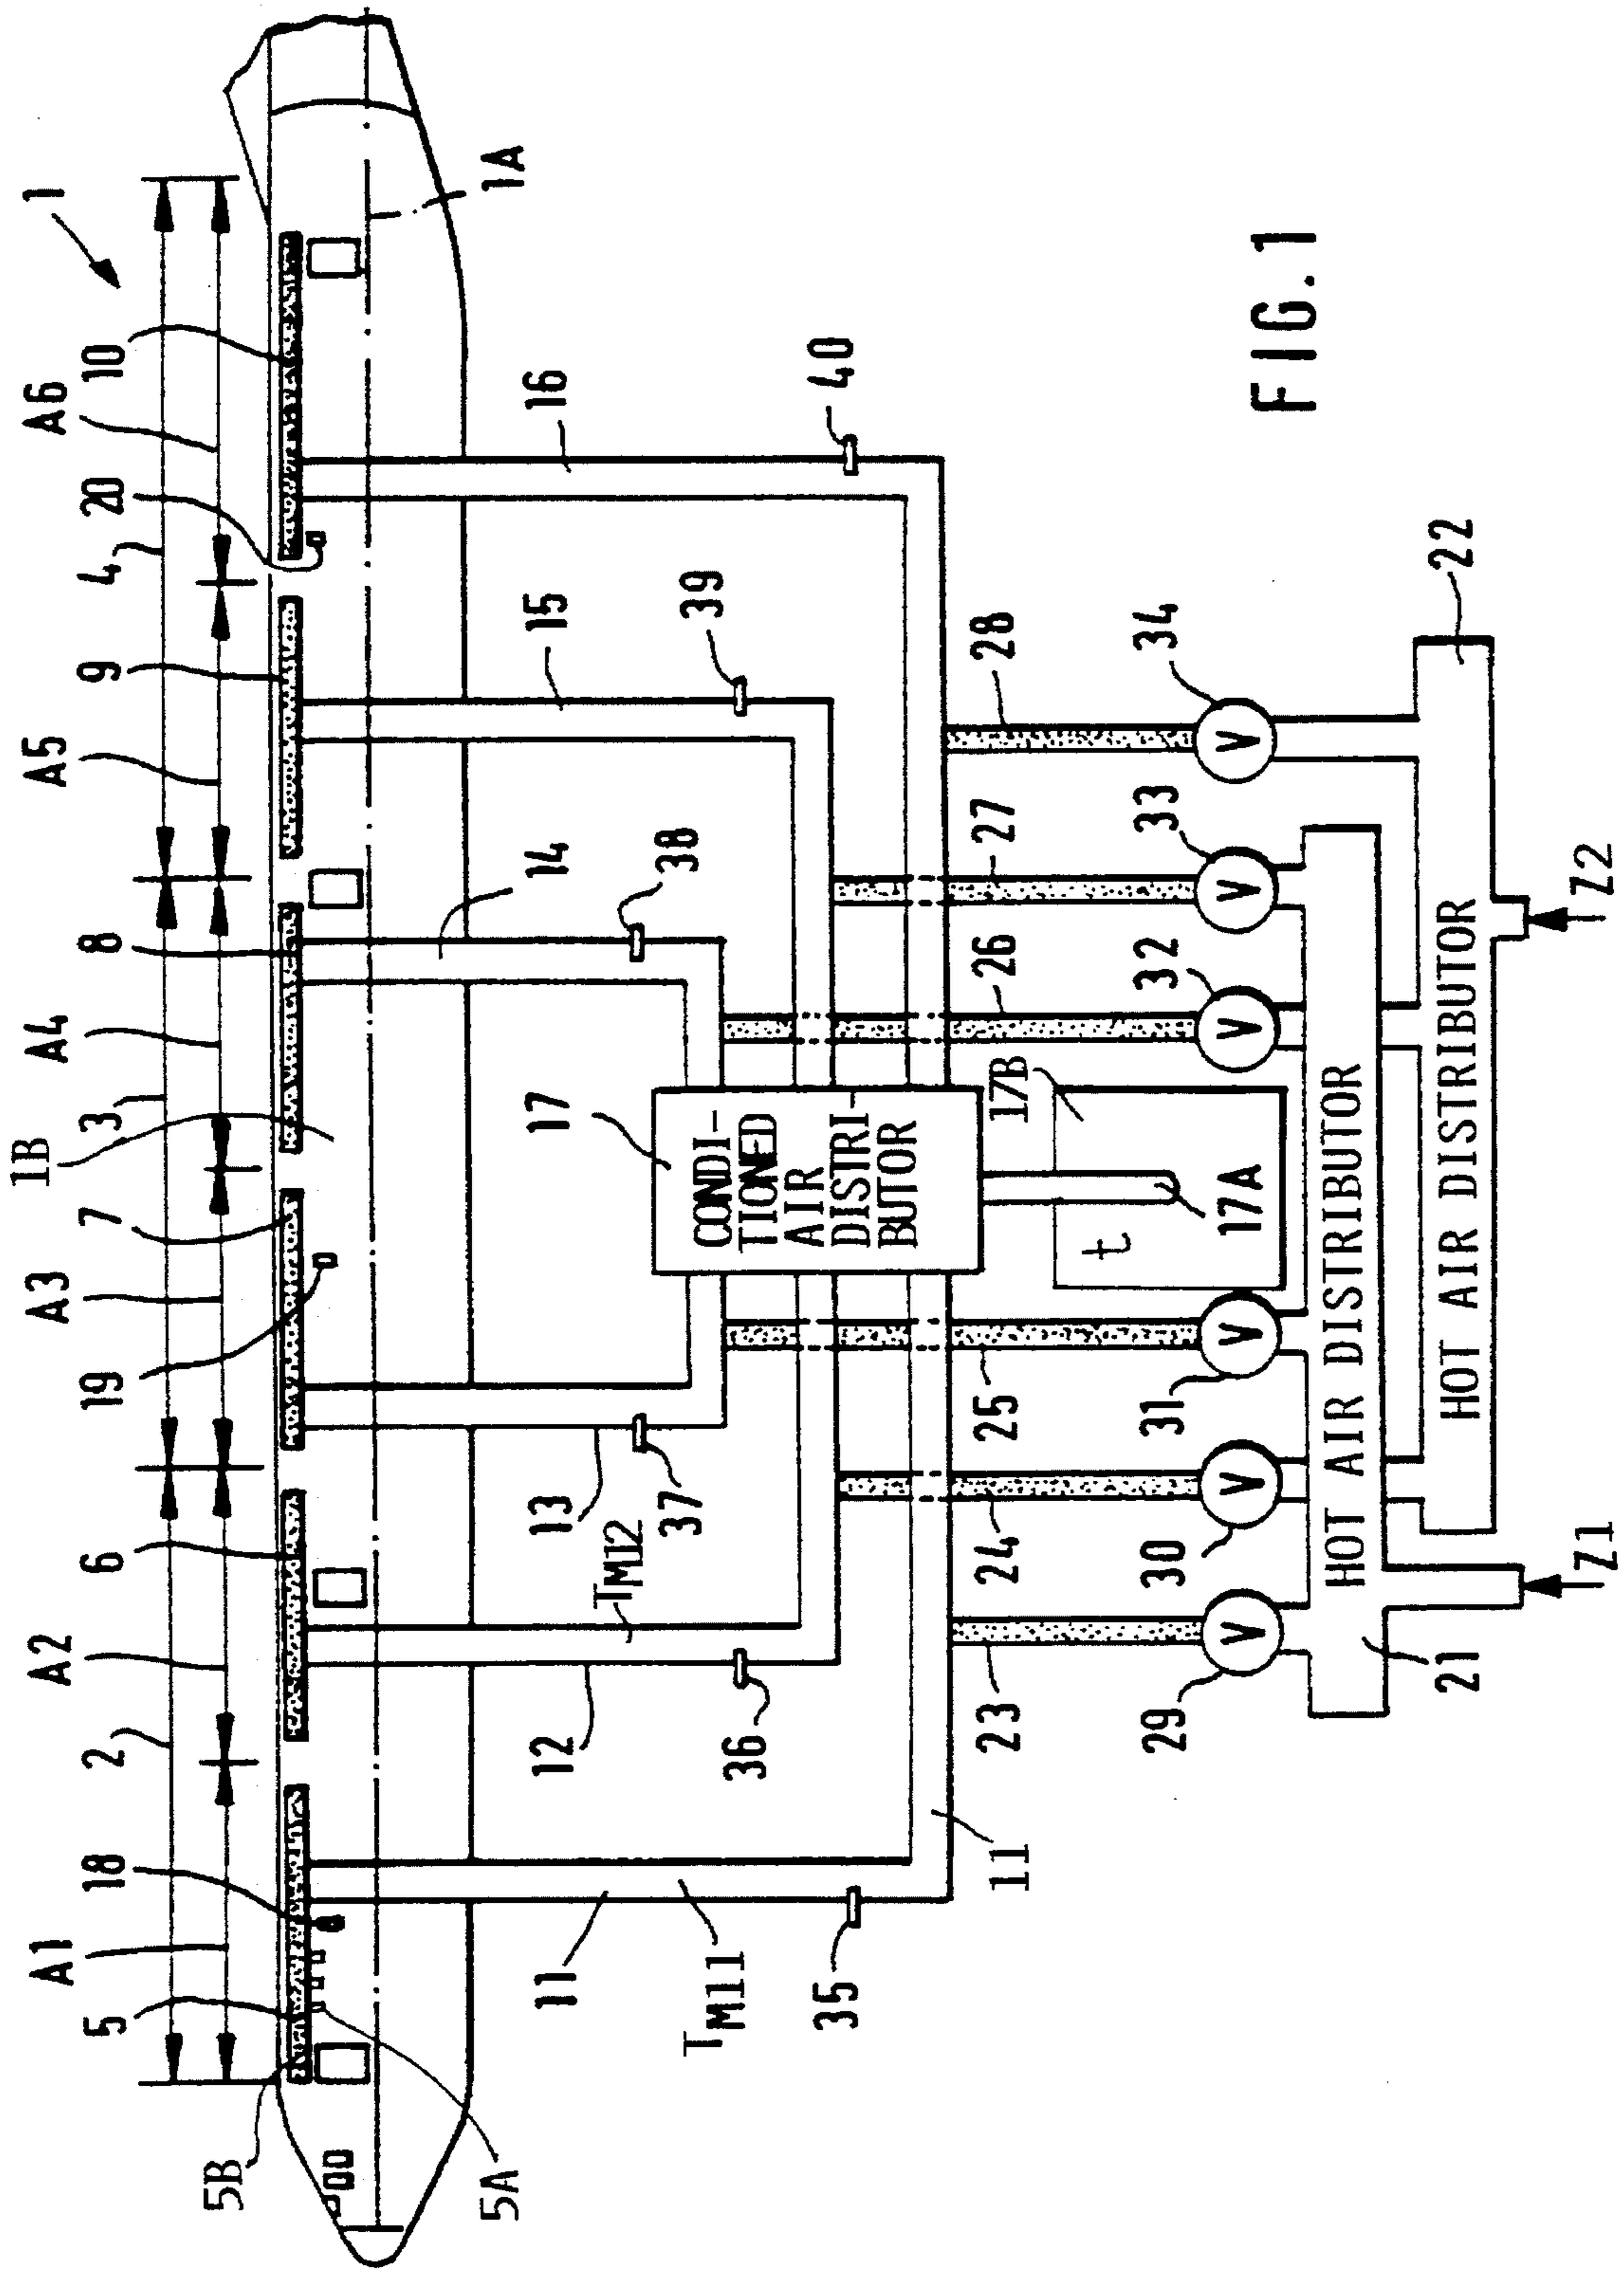 1
2
3
4
A1
A2
A3
A4
A5
A6
5B
5
18
6
19
7
1B
8
9
20
10
5A
1A
11
TM11
35
12
TM12
36
13
37
14
38
15
39
16
40
17
CONDI-
TIONED
AIR
DISTRI-
BUTOR
11
17A
17B
t
23
24
25
26
27
28
29
V
30
V
31
V
32
V
33
V
34
V
21
HOT AIR DISTRIBUTOR
22
HOT AIR DISTRIBUTOR
Z1
Z2
FIG. 1